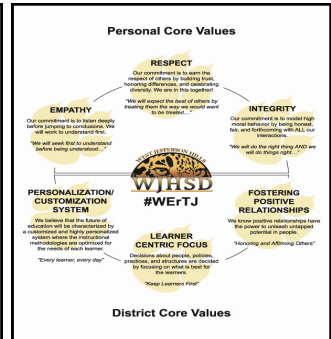 Personal Core Values
RESPECT
Our commitment is to earn the
respect of others by building trust,
honoring differences, and celebrating
diversity. We are in this together!
"We will expect the best of others by
treating them the way we would want
to be treated…"
EMPATHY
Our commitment is to listen deeply
before jumping to conclusions. We
will work to understand first.
"We will seek first to understand
before being understood…"
INTEGRITY
Our commitment is to model high
moral behavior by being honest,
fair, and forthcoming with ALL our
interactions.
"We will do the right thing AND we
will do things right…"
WEST JEFFERSON HILLS
WJHSD
#WErTJ
PERSONALIZATION/
CUSTOMIZATION
SYSTEM
We believe that the future of
education will be characterized by
a customized and highly personalized
system where the instructional
methodologies are optimized for
the needs of each learner.
"Every learner, every day"
LEARNER
CENTRIC FOCUS
Decisions about people, policies,
practices, and structures are decided
by focusing on what is best for
the learners.
"Keep Learners First"
FOSTERING
POSITIVE
RELATIONSHIPS
We know positive relationships have
the power to unleash untapped
potential in people.
"Honoring and Affirming Others"
District Core Values